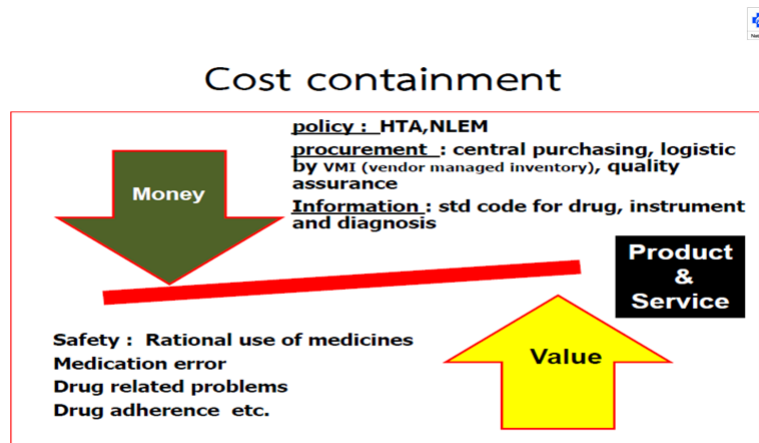 Cost containment
policy : HTA,NLEM
procurement : central purchasing, logistic
by VMI (vendor managed inventory), quality
assurance
Information : std code for drug, instrument
and diagnosis
Money
Product
&
Service
Safety : Rational use of medicines
Medication error
Drug related problems
Drug adherence etc.
Value